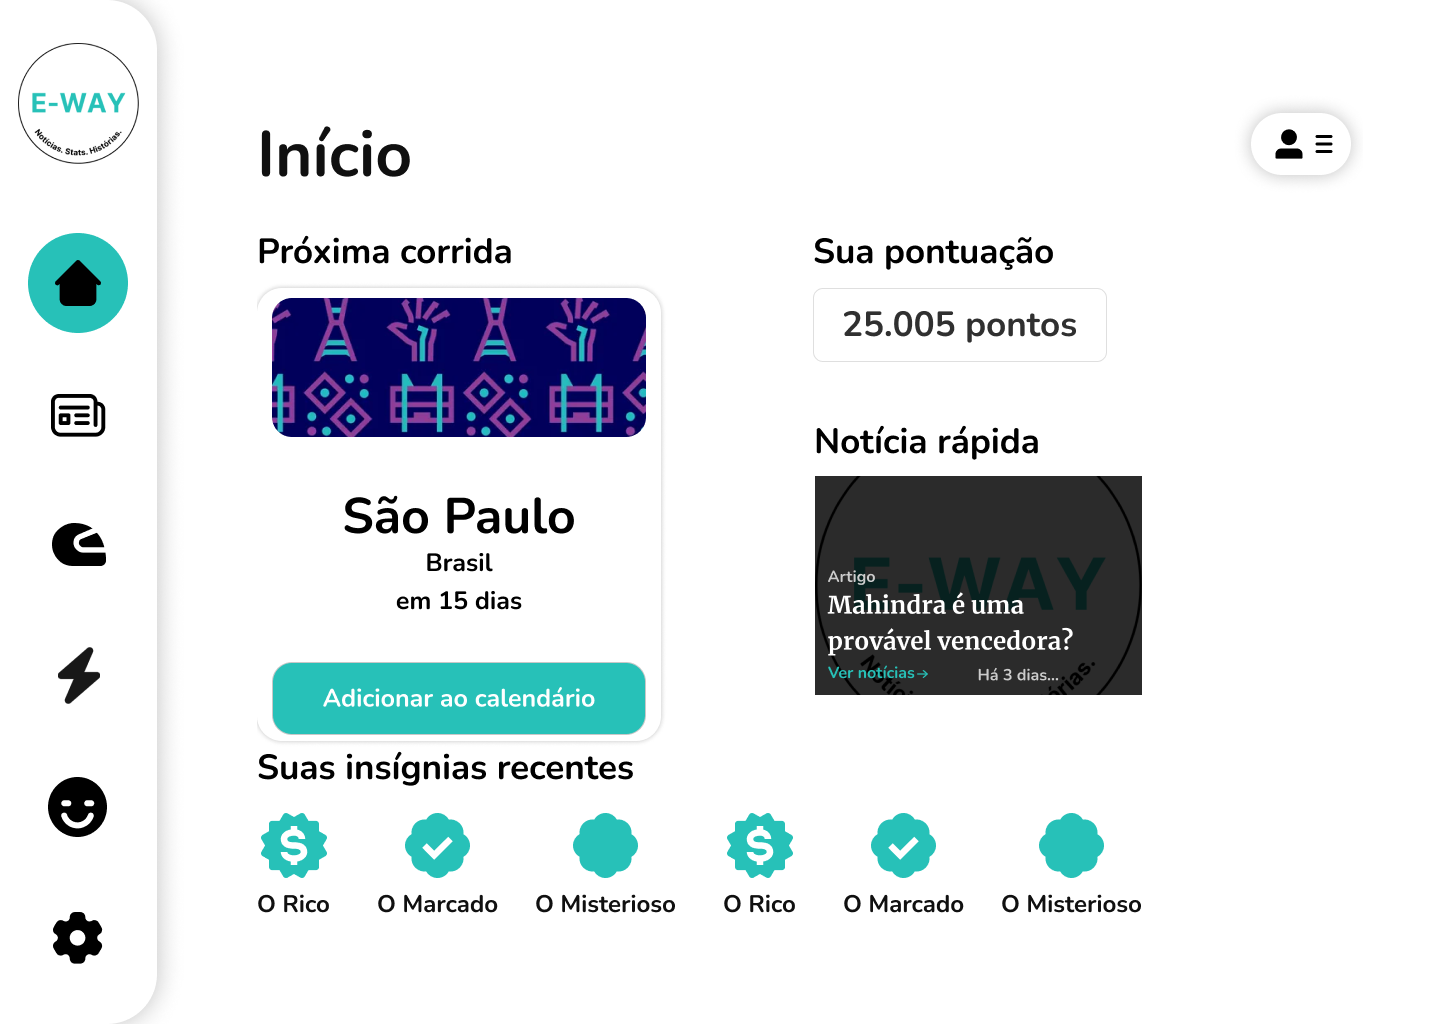 E-WAY
Notícias. Stats. Histórias.
Início
Próxima corrida
São Paulo
Brasil
em 15 dias
Adicionar ao calendário
Sua pontuação
25.005 pontos
Notícia rápida
E-WAY
Artigo
Mahindra é uma
provável vencedora?
Ver notícias→
Há 3 dias...
Suas insígnias recentes
O Rico
O Marcado
O Misterioso
O Rico
O Marcado
O Misterioso